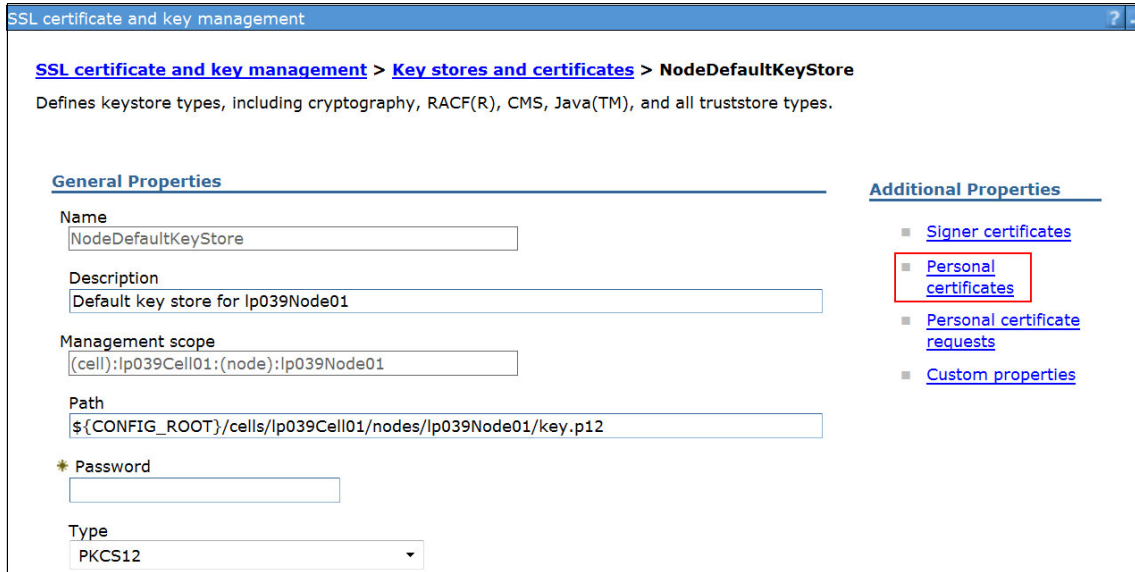 SSL certificate and key management
?
SSL certificate and key management > Key stores and certificates > NodeDefaultKeyStore
Defines keystore types, including cryptography, RACF(R), CMS, Java(TM), and all truststore types.
General Properties
Name
NodeDefaultKeyStore
Description
Default key store for lp039Node01
Management scope
(cell):lp039Cell01:(node):lp039Node01
Path
${CONFIG_ROOT}/cells/lp039Cell01/nodes/lp039Node01/key.p12
Password
Type
PKCS12
Additional Properties
Signer certificates
Personal
certificates
Personal certificate
requests
Custom properties